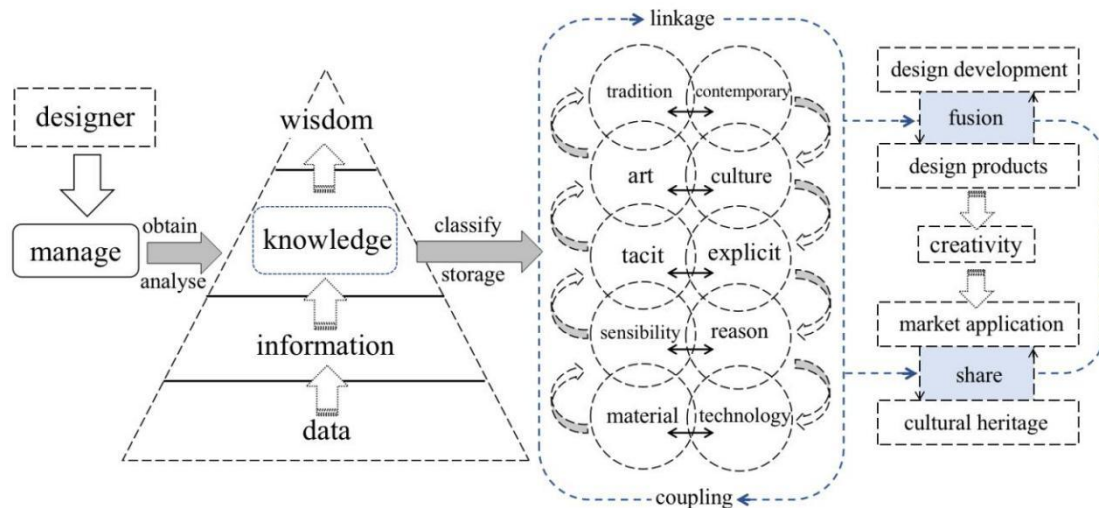 designer
manage
obtain
analyse
wisdom
knowledge
information
data
classify
storage
linkage
tradition
contemporary
art
culture
tacit
explicit
sensibility
reason
material
technology
coupling
design development
fusion
design products
creativity
market application
share
cultural heritage